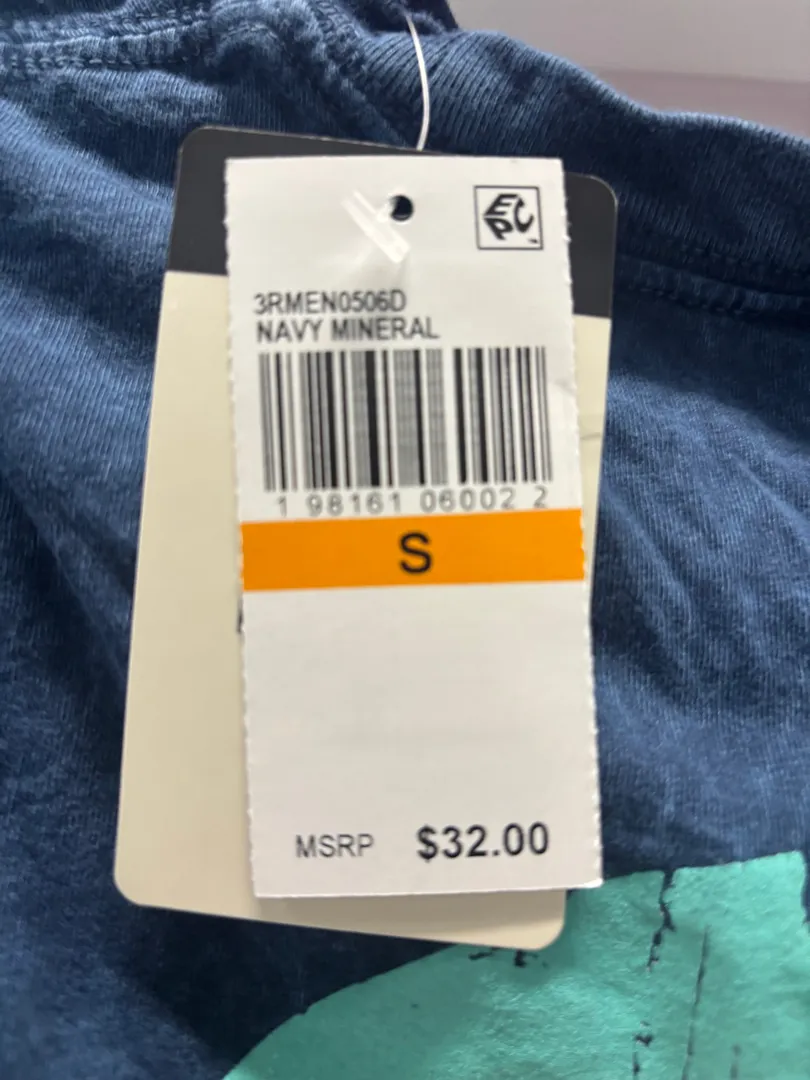 EPC
3RMEN0506D
NAVY MINERAL
1 98161 06002 2
S
MSRP $32.00